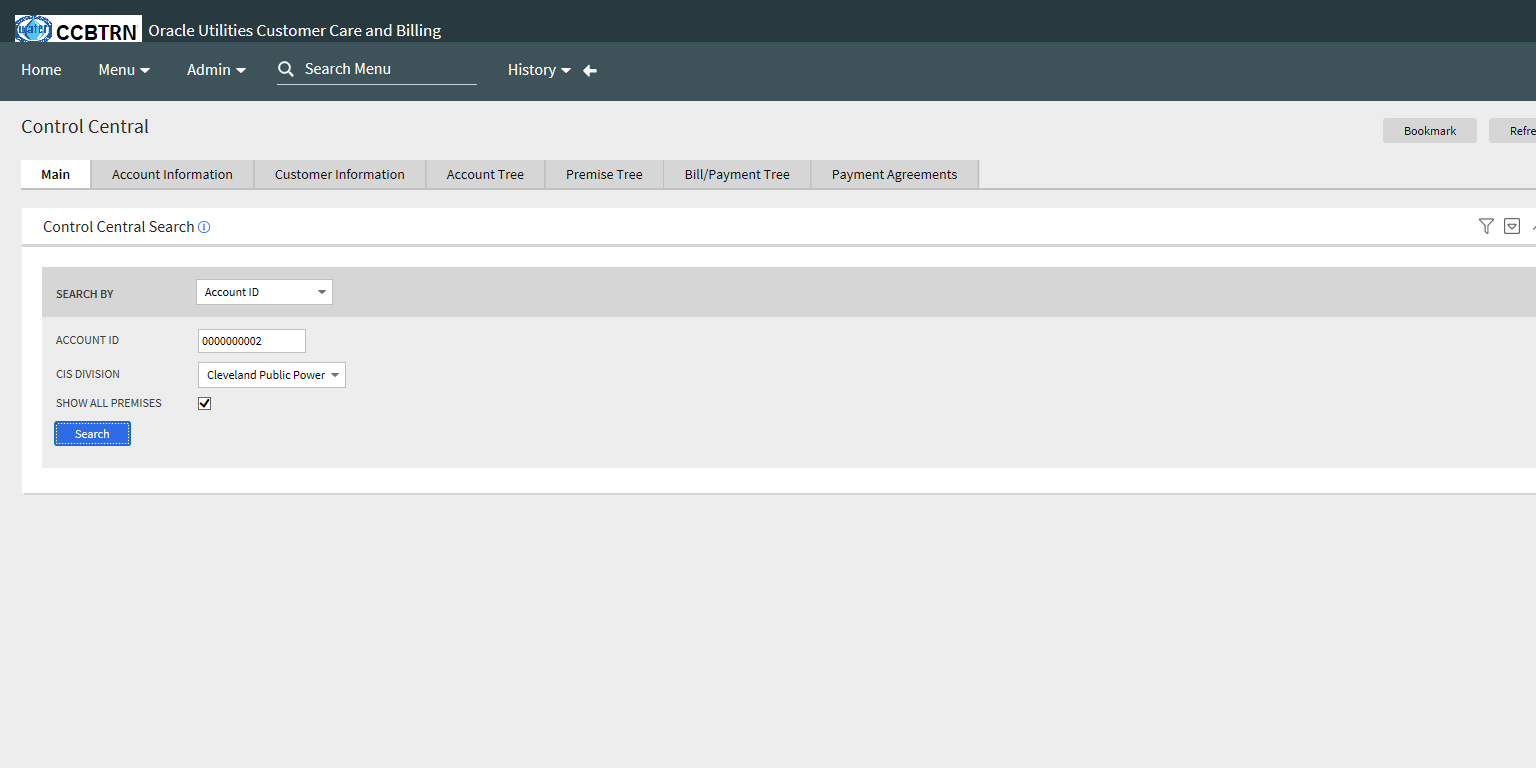 water CCBTRN Oracle Utilities Customer Care and Billing
Home Menu Admin Search Menu History
Control Central
Bookmark Refre
Main Account Information Customer Information Account Tree Premise Tree Bill/Payment Tree Payment Agreements
Control Central Search
SEARCH BY Account ID
ACCOUNT ID 0000000002
CIS DIVISION Cleveland Public Power
SHOW ALL PREMISES
Search